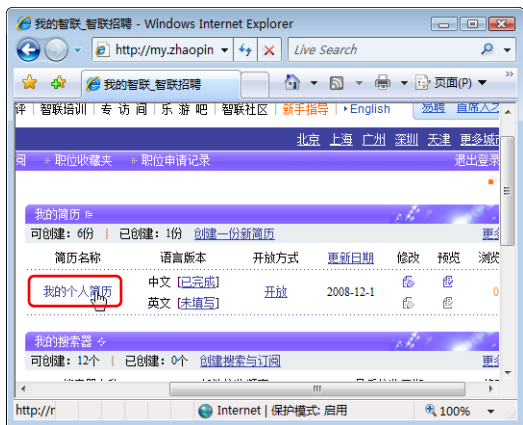 我的智联_智联招聘 - Windows Internet Explorer
http://my.zhaopin
Live Search
我的智联_智联招聘
页面(P)
评 | 智联培训 | 专 访 间 | 乐 游 吧 | 智联社区 | 新手指导 | English
北京 上海 广州 深圳 天津 更多城市
职位收藏夹 职位申请记录 退出登录
我的简历
可创建：6份 | 已创建：1份 创建一份新简历
简历名称 语言版本 开放方式 更新日期 修改 预览 浏览
我的个人简历 中文 [已完成] 开放 2008-12-1 0
英文 [未填写]
我的搜索器
可创建：12个 | 已创建：0个 创建搜索与订阅
http://r Internet | 保护模式: 启用 100%